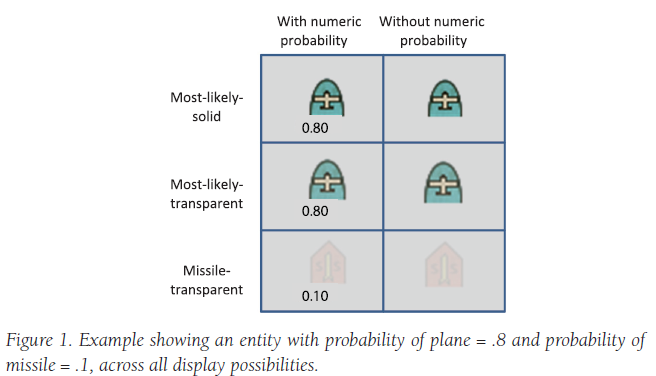 With numeric probability
Without numeric probability
Most-likely-
solid
0.80
Most-likely-
transparent
0.80
Missile-
transparent
0.10
Figure 1. Example showing an entity with probability of plane = .8 and probability of
missile = .1, across all display possibilities.